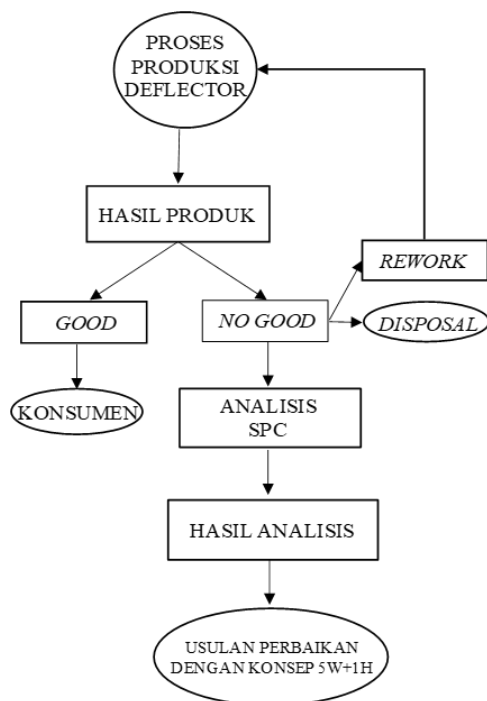 PROSES
PRODUKSI
DEFLECTOR
HASIL PRODUK
REWORK
GOOD
NO GOOD
DISPOSAL
KONSUMEN
ANALISIS
SPC
HASIL ANALISIS
USULAN PERBAIKAN
DENGAN KONSEP 5W+1H